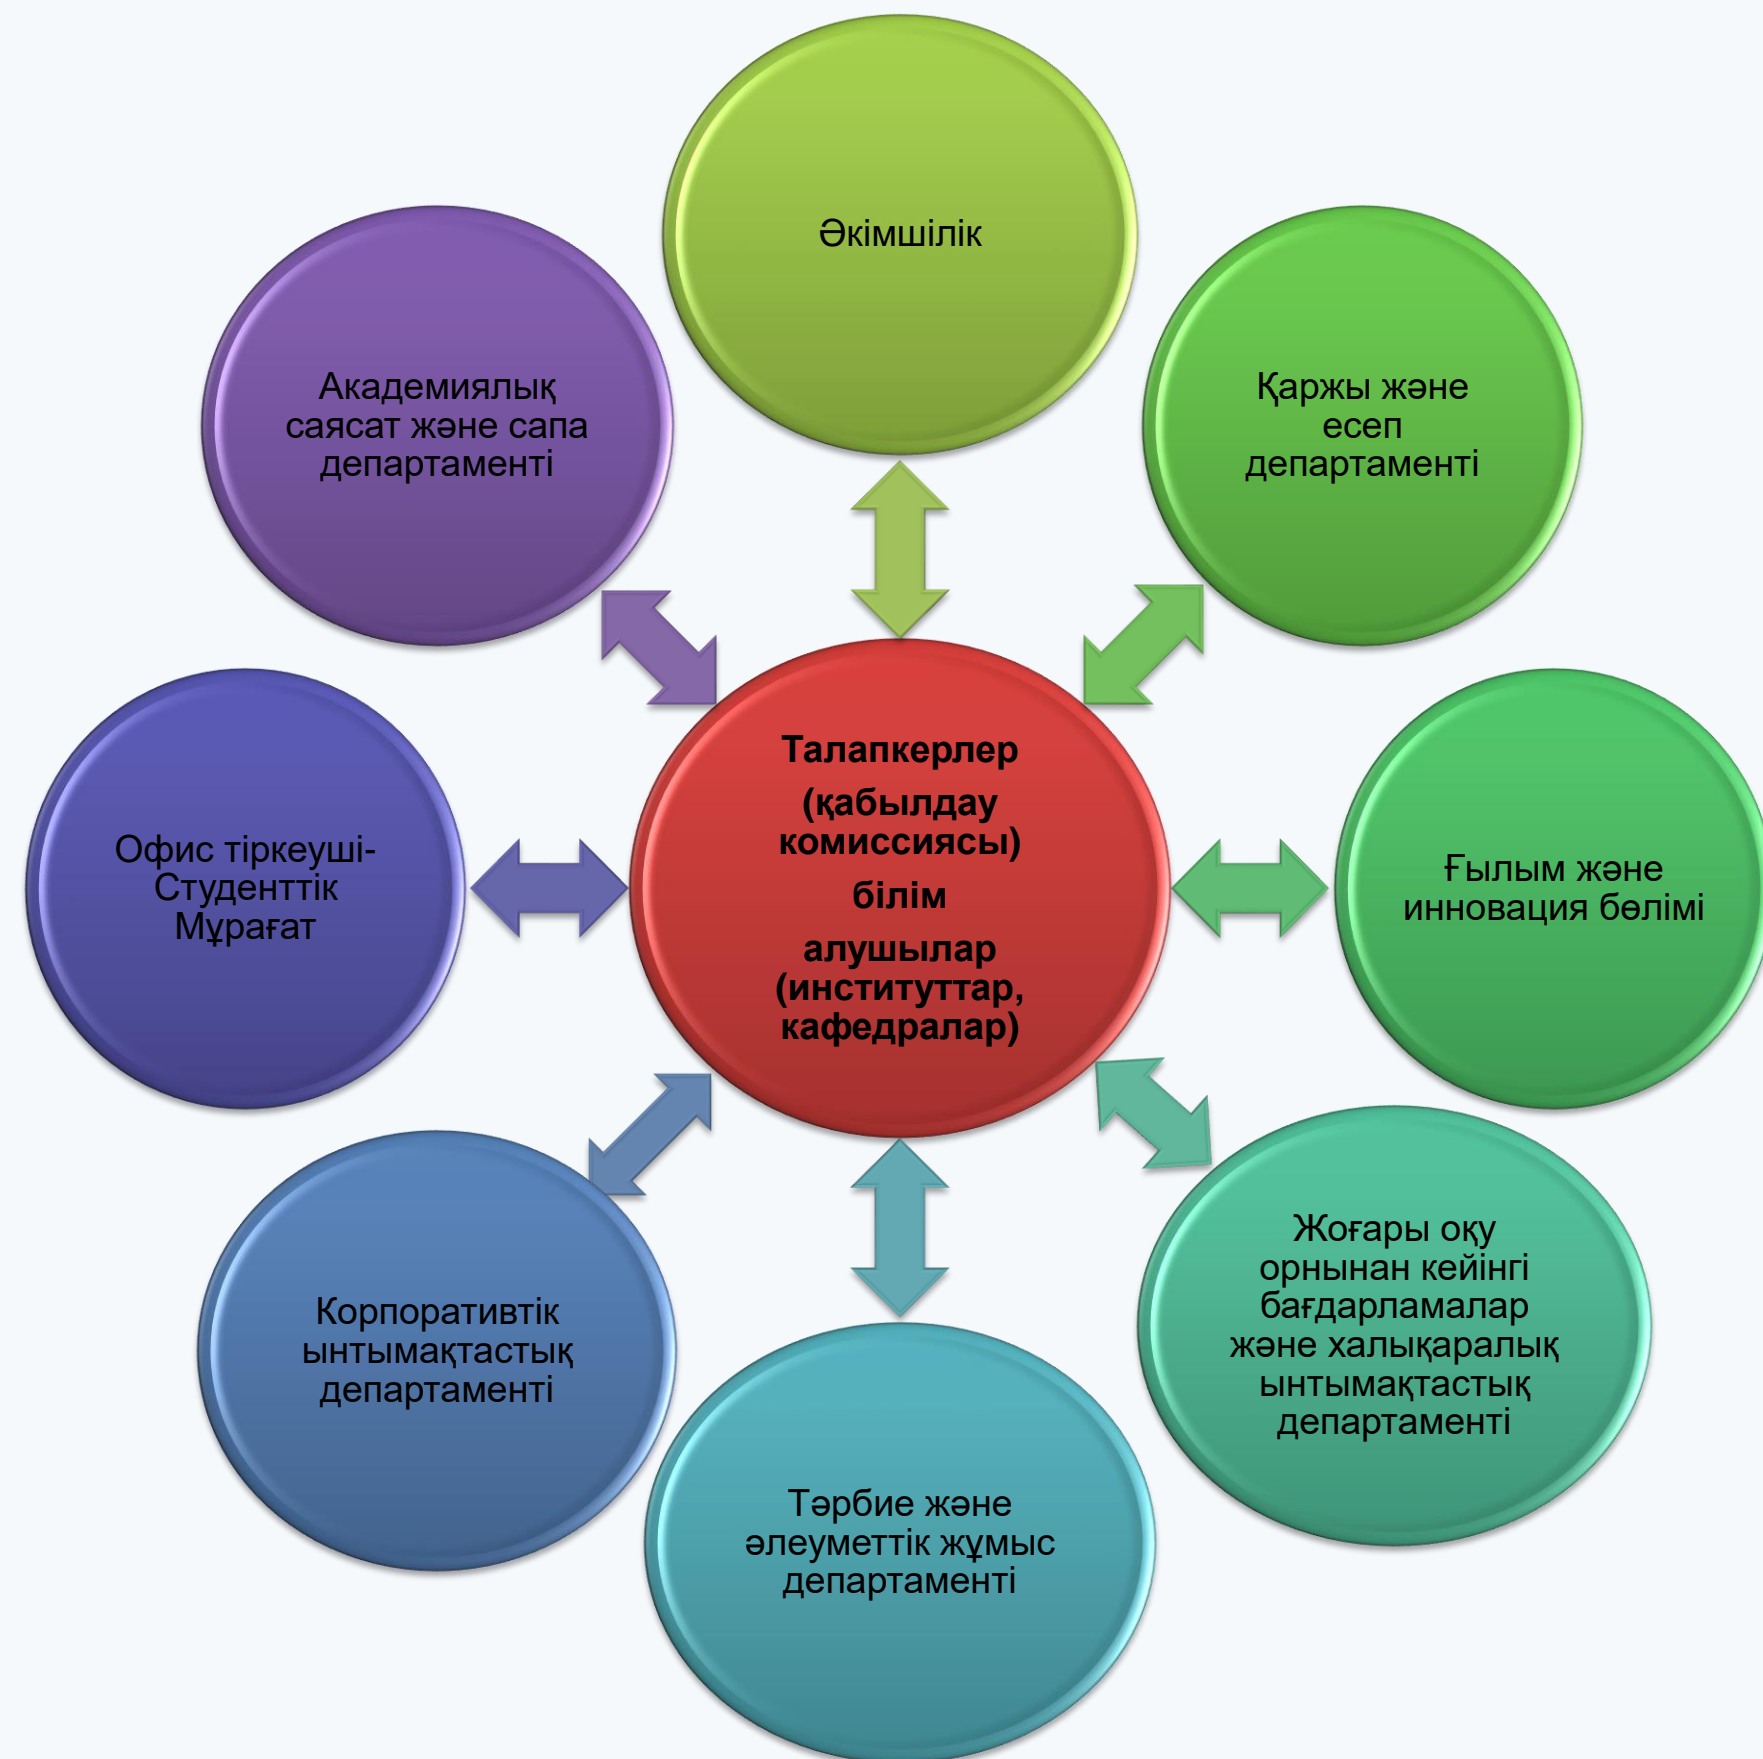 Әкімшілік
Қаржы және
есеп
департаменті
Ғылым және
инновация бөлімі
Жоғары оқу
орнынан кейінгі
бағдарламалар
және халықаралық
ынтымақтастық
департаменті
Тәрбие және
әлеуметтік жұмыс
департаменті
Корпоративтік
ынтымақтастық
департаменті
Офис тіркеуші-
Студенттік
Мұрағат
Академиялық
саясат және сапа
департаменті
Талапкерлер
(қабылдау
комиссиясы)
білім
алушылар
(институттар,
кафедралар)